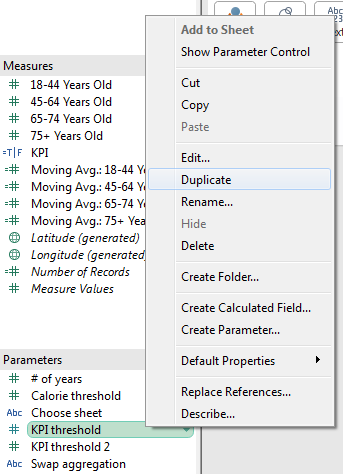 Abc
123
Measures
18-44 Years Old
45-64 Years Old
65-74 Years Old
75+ Years Old
=T|F KPI
Moving Avg.: 18-44 Y
Moving Avg.: 45-64 Y
Moving Avg.: 65-74 Y
Moving Avg.: 75+ Yea
Latitude (generated)
Longitude (generated)
Number of Records
Measure Values
Parameters
# of years
Calorie threshold
Abc Choose sheet
KPI threshold
KPI threshold 2
Abc Swap aggregation
Add to Sheet
Show Parameter Control
Cut
Copy
Paste
Edit...
Duplicate
Rename...
Hide
Delete
Create Folder...
Create Calculated Field...
Create Parameter...
Default Properties
Replace References...
Describe...